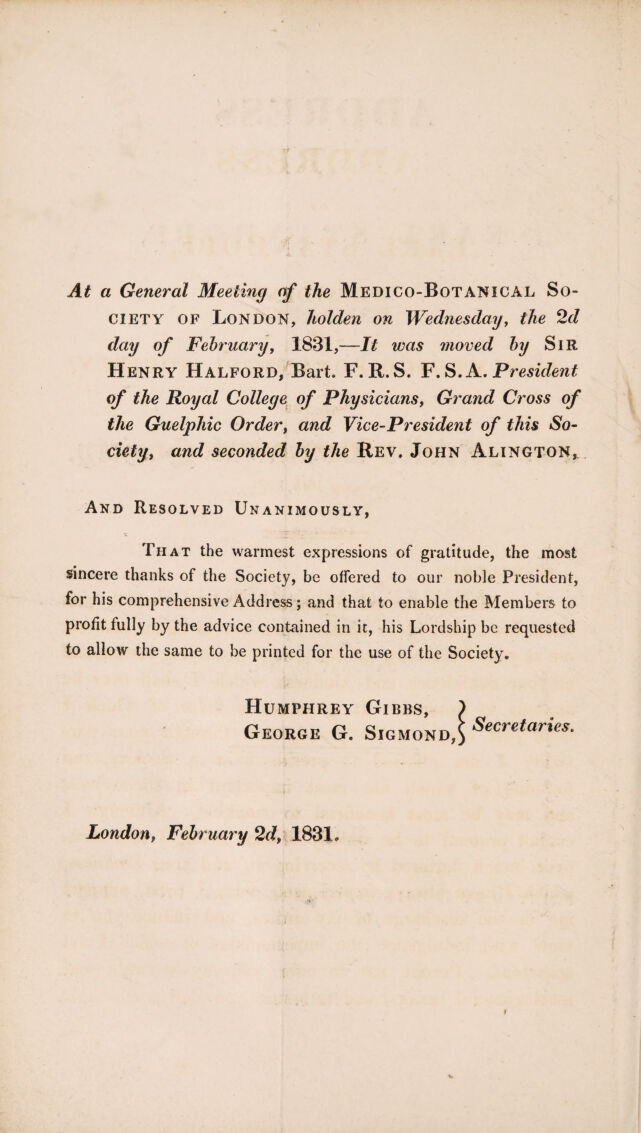 At a General Meeting of the MEDICO-BOTANICAL SO-
CIETY OF LONDON, holden on Wednesday, the 2d
day of February, 1831,—It was moved by SIR
HENRY HALFORD, Bart. F.R.S. F.S.A. President
of the Royal College of Physicians, Grand Cross of
the Guelphic Order, and Vice-President of this So-
ciety, and seconded by the REV. JOHN ALINGTON,
AND RESOLVED UNANIMOUSLY,
THAT the warmest expressions of gratitude, the most
sincere thanks of the Society, be offered to our noble President,
for his comprehensive Address; and that to enable the Members to
profit fully by the advice contained in it, his Lordship be requested
to allow the same to be printed for the use of the Society.
HUMPHREY GIBBS,
GEORGE G. SIGMOND, } Secretaries.
London, February 2d, 1831.